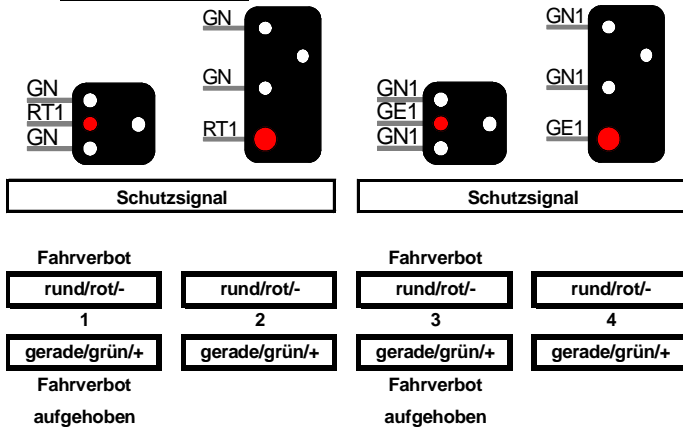 GN
GN
RT1
GN
RT1
GN
GN1
GN1
GE1
GN1
GE1
GN1
Schutzsignal
Schutzsignal
Fahrverbot
Fahrverbot
rund/rot/-
rund/rot/-
rund/rot/-
rund/rot/-
1
2
3
4
gerade/grün/+
gerade/grün/+
gerade/grün/+
gerade/grün/+
Fahrverbot
Fahrverbot
aufgehoben
aufgehoben